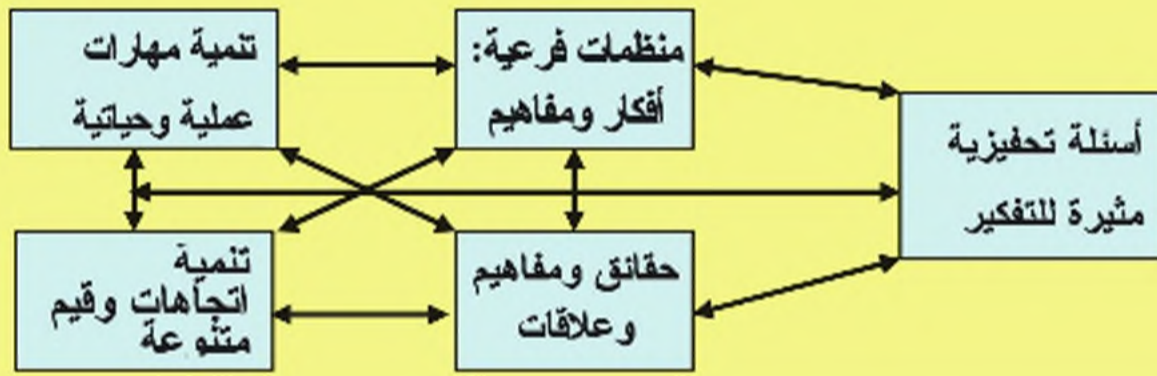 أسئلة تحفيزية
مثيرة للتفكير
منظمات فرعية:
أفكار ومفاهيم
تنمية مهارات
عملية وحياتية
حقائق ومفاهيم
وعلاقات
تنمية
اتجاهات وقيم
متنوعة